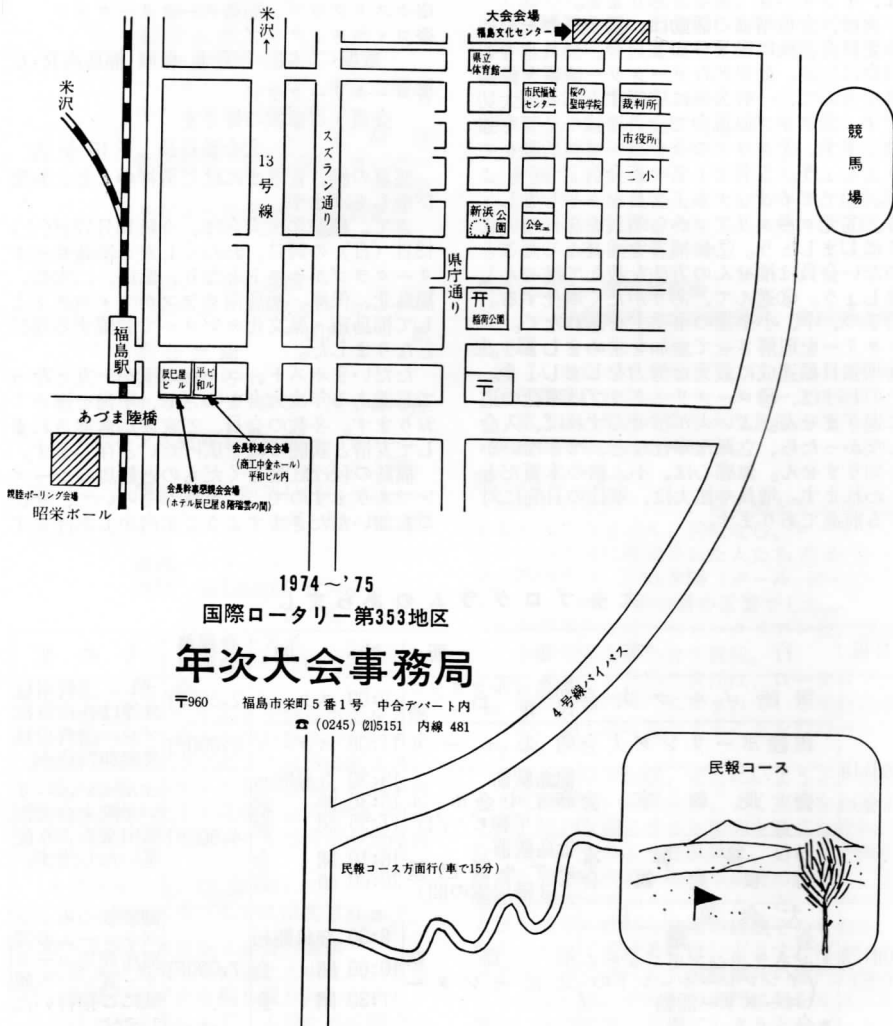 米沢↑
大会会場
福島文化センター
県立
体育館
市民福祉
センター
桜の
聖母学院
裁判所
米沢
市役所
競馬場
13号線
スズラン通り
二小
新浜公園
公会
県庁通り
稲荷公園
福島駅
辰巳屋
ビル
平和ビル
〒
あづま陸橋
会長幹事会会場
(商工中金ホール)
平和ビル内
会長幹事懇親会会場
(ホテル辰巳屋8階瑞雲の間)
親睦ボーリング会場
昭栄ボール
1974～'75
国際ロータリー第353地区
年次大会事務局
〒960 福島市栄町5番1号 中合デパート内
☎(0245)(21)5151 内線 481
4号線バイパス
民報コース
民報コース方面行(車で15分)